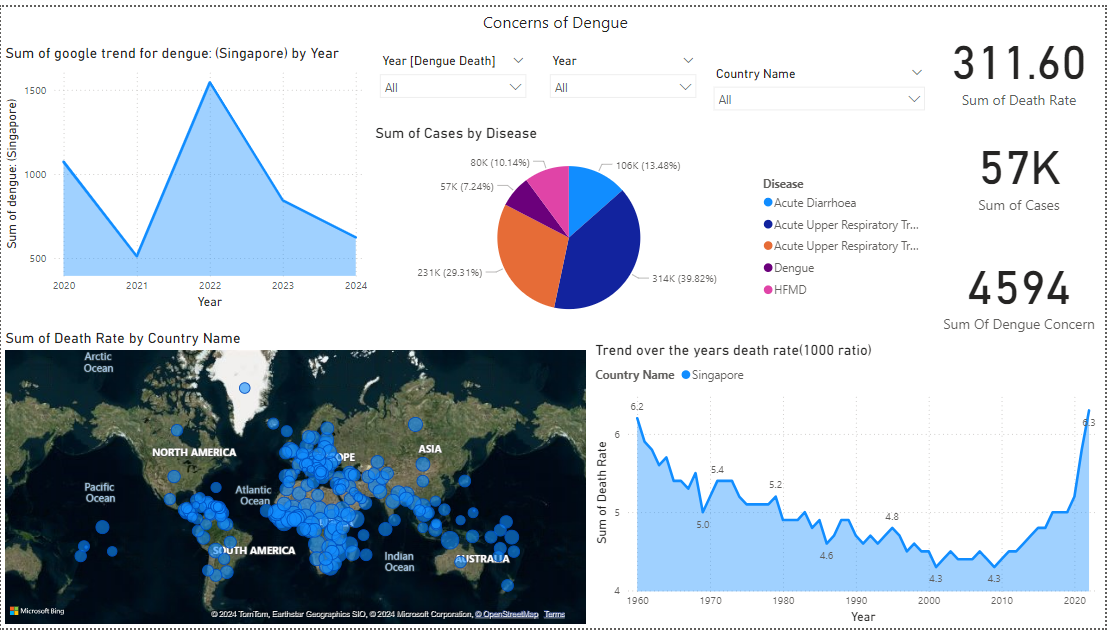 Concerns of Dengue
Sum of google trend for dengue: (Singapore) by Year
Sum of dengue: (Singapore)
1500
1000
500
2020 2021 2022 2023 2024
Year
Year [Dengue Death]
All
Year
All
Country Name
All
311.60
Sum of Death Rate
57K
Sum of Cases
4594
Sum Of Dengue Concern
Sum of Cases by Disease
80K (10.14%)
106K (13.48%)
57K (7.24%)
231K (29.31%)
314K (39.82%)
Disease
Acute Diarrhoea
Acute Upper Respiratory Tr...
Acute Upper Respiratory Tr...
Dengue
HFMD
Sum of Death Rate by Country Name
Arctic
Ocean
NORTH AMERICA
OPE
ASIA
Pacific
Ocean
Atlantic
Ocean
SOUTH AMERICA
Indian
Ocean
AUSTRALIA
Microsoft Bing
© 2024 TomTom, Earthstar Geographics SIO, © 2024 Microsoft Corporation, © OpenStreetMap Terms
Trend over the years death rate(1000 ratio)
Country Name Singapore
Sum of Death Rate
6
5
4
6.2
5.0
5.4
5.2
4.6
4.8
4.3
4.3
6.3
1960 1970 1980 1990 2000 2010 2020
Year